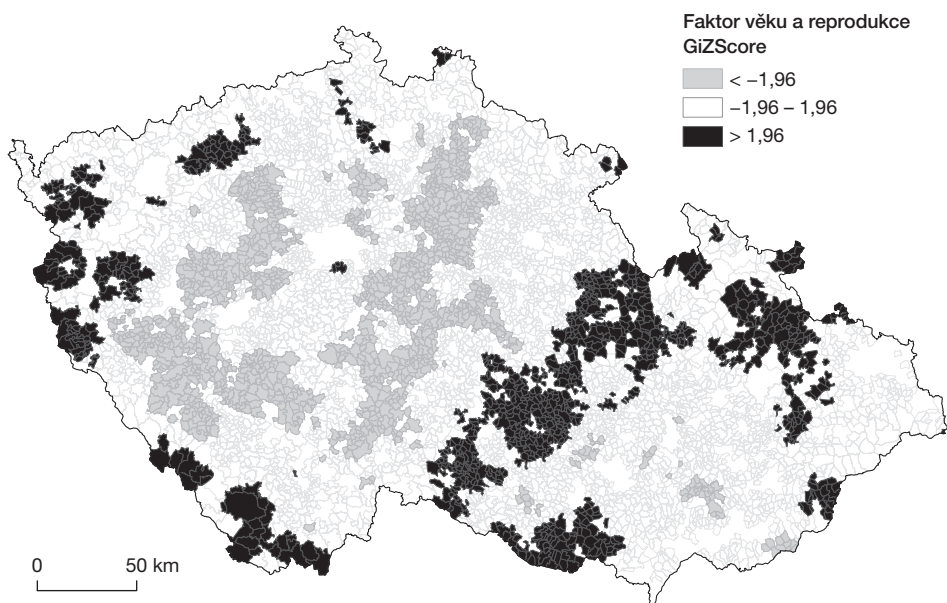 Faktor věku a reprodukce
GiZScore
< −1,96
−1,96 – 1,96
> 1,96
0 50 km